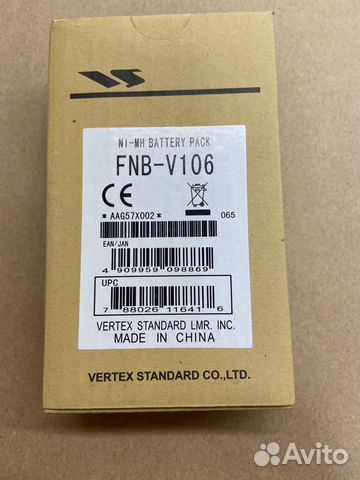 VS
NI-MH BATTERY PACK
FNB-V106
CE
* AAG57X002 *
065
EAN/JAN
4 909959 098869
UPC
7 88026 11641 6
VERTEX STANDARD LMR. INC.
MADE IN CHINA
VERTEX STANDARD CO.,LTD.
Avito